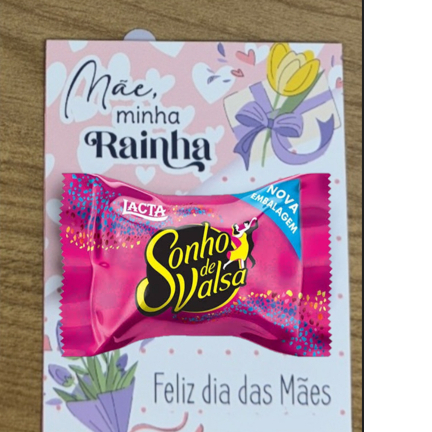 Mãe,
minha
Rainha
LACTA
NOVA
EMBALAGEM
Sonho
de
Valsa
Feliz dia das Mães